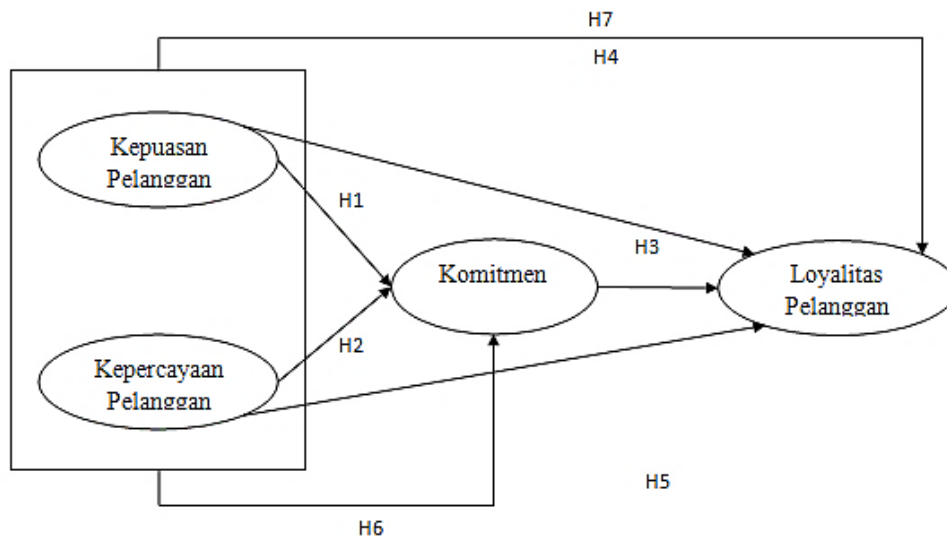 H7
H4
Kepuasan
Pelanggan
H1
Komitmen
H3
Loyalitas
Pelanggan
H2
Kepercayaan
Pelanggan
H5
H6